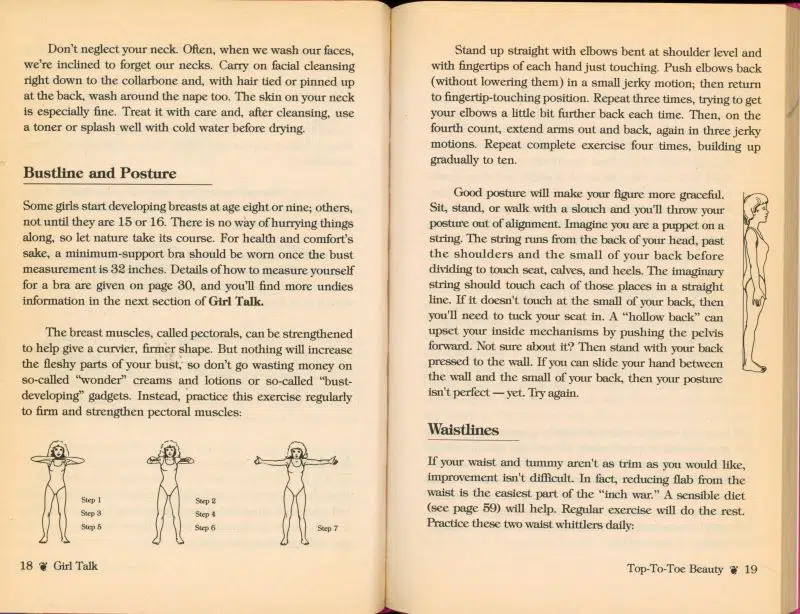 Don't neglect your neck. Often, when we wash our faces,
we're inclined to forget our necks. Carry on facial cleansing
right down to the collarbone and, with hair tied or pinned up
at the back, wash around the nape too. The skin on your neck
is especially fine. Treat it with care and, after cleansing, use
a toner or splash well with cold water before drying.
Bustline and Posture
Some girls start developing breasts at age eight or nine; others,
not until they are 15 or 16. There is no way of hurrying things
along, so let nature take its course. For health and comfort's
sake, a minimum-support bra should be worn once the bust
measurement is 32 inches. Details of how to measure yourself
for a bra are given on page 30, and you'll find more undies
information in the next section of Girl Talk.
The breast muscles, called pectorals, can be strengthened
to help give a curvier, firmer shape. But nothing will increase
the fleshy parts of your bust, so don't go wasting money on
so-called "wonder" creams and lotions or so-called "bust-
developing" gadgets. Instead, practice this exercise regularly
to firm and strengthen pectoral muscles:
Step 1
Step 3
Step 5
Step 2
Step 4
Step 6
Step 7
18 Girl Talk
Stand up straight with elbows bent at shoulder level and
with fingertips of each hand just touching. Push elbows back
(without lowering them) in a small jerky motion; then return
to fingertip-touching position. Repeat three times, trying to get
your elbows a little bit further back each time. Then, on the
fourth count, extend arms out and back, again in three jerky
motions. Repeat complete exercise four times, building up
gradually to ten.
Good posture will make your figure more graceful.
Sit, stand, or walk with a slouch and you'll throw your
posture out of alignment. Imagine you are a puppet on a
string. The string runs from the back of your head, past
the shoulders and the small of your back before
dividing to touch seat, calves, and heels. The imaginary
string should touch each of those places in a straight
line. If it doesn't touch at the small of your back, then
you'll need to tuck your seat in. A "hollow back" can
upset your inside mechanisms by pushing the pelvis
forward. Not sure about it? Then stand with your back
pressed to the wall. If you can slide your hand between
the wall and the small of your back, then your posture
isn't perfect — yet. Try again.
Waistlines
If your waist and tummy aren't as trim as you would like,
improvement isn't difficult. In fact, reducing flab from the
waist is the easiest part of the "inch war." A sensible diet
(see page 59) will help. Regular exercise will do the rest.
Practice these two waist whittlers daily:
Top-To-Toe Beauty 19